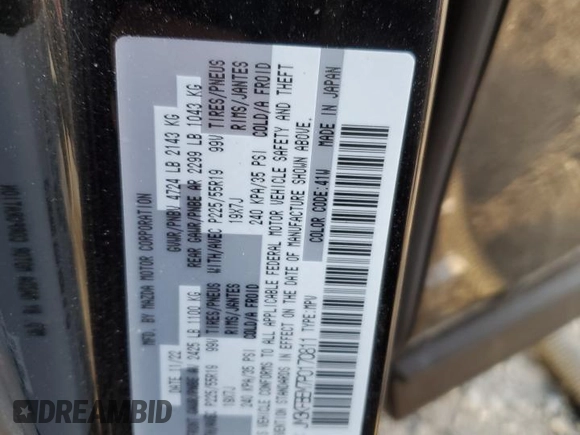 MFD. BY MAZDA MOTOR CORPORATION
DATE: 11/22 GVWR/PNBV 4724 LB 2143 KG
FRONT GAWR/PNBE A 2425 LB 1100 KG REAR GAWR/PNBE AR 2299 LB 1043 KG
P225/55R19 99V TIRES/PNEUS WITH/AVEC P225/55R19 99V TIRES/PNEUS
19X7J RIMS/JANTES 19X7J RIMS/JANTES
240 KPA/35 PSI COLD/A FROID 240 KPA/35 PSI COLD/A FROID
VEHICLE CONFORMS TO ALL APPLICABLE FEDERAL MOTOR VEHICLE SAFETY AND THEFT
STANDARDS IN EFFECT ON THE DATE OF MANUFACTURE SHOWN ABOVE.
TYPE:MPV COLOR CODE:41W MADE IN JAPAN
EPICVIN
AUCTION HISTORY